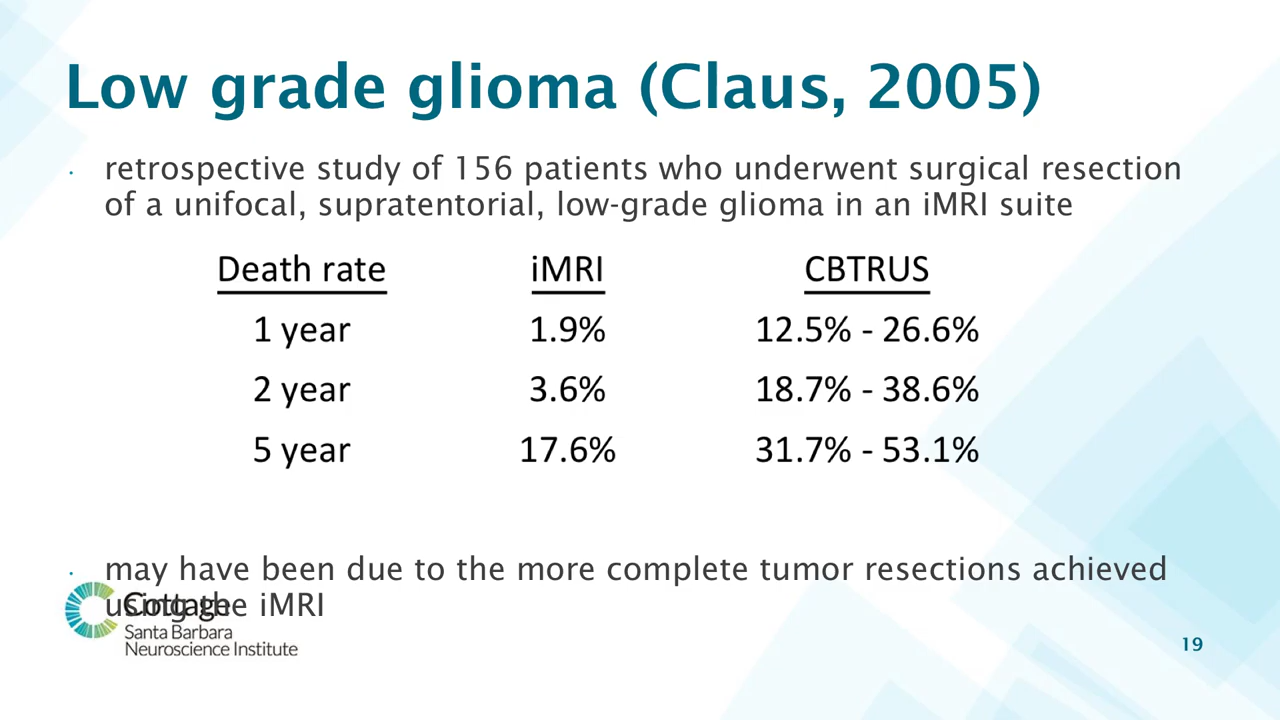 Low grade glioma (Claus, 2005)
· retrospective study of 156 patients who underwent surgical resection
of a unifocal, supratentorial, low-grade glioma in an iMRI suite
Death rate iMRI CBTRUS
1 year 1.9% 12.5% - 26.6%
2 year 3.6% 18.7% - 38.6%
5 year 17.6% 31.7% - 53.1%
· may have been due to the more complete tumor resections achieved
using the iMRI
Cottage
Santa Barbara
Neuroscience Institute
19